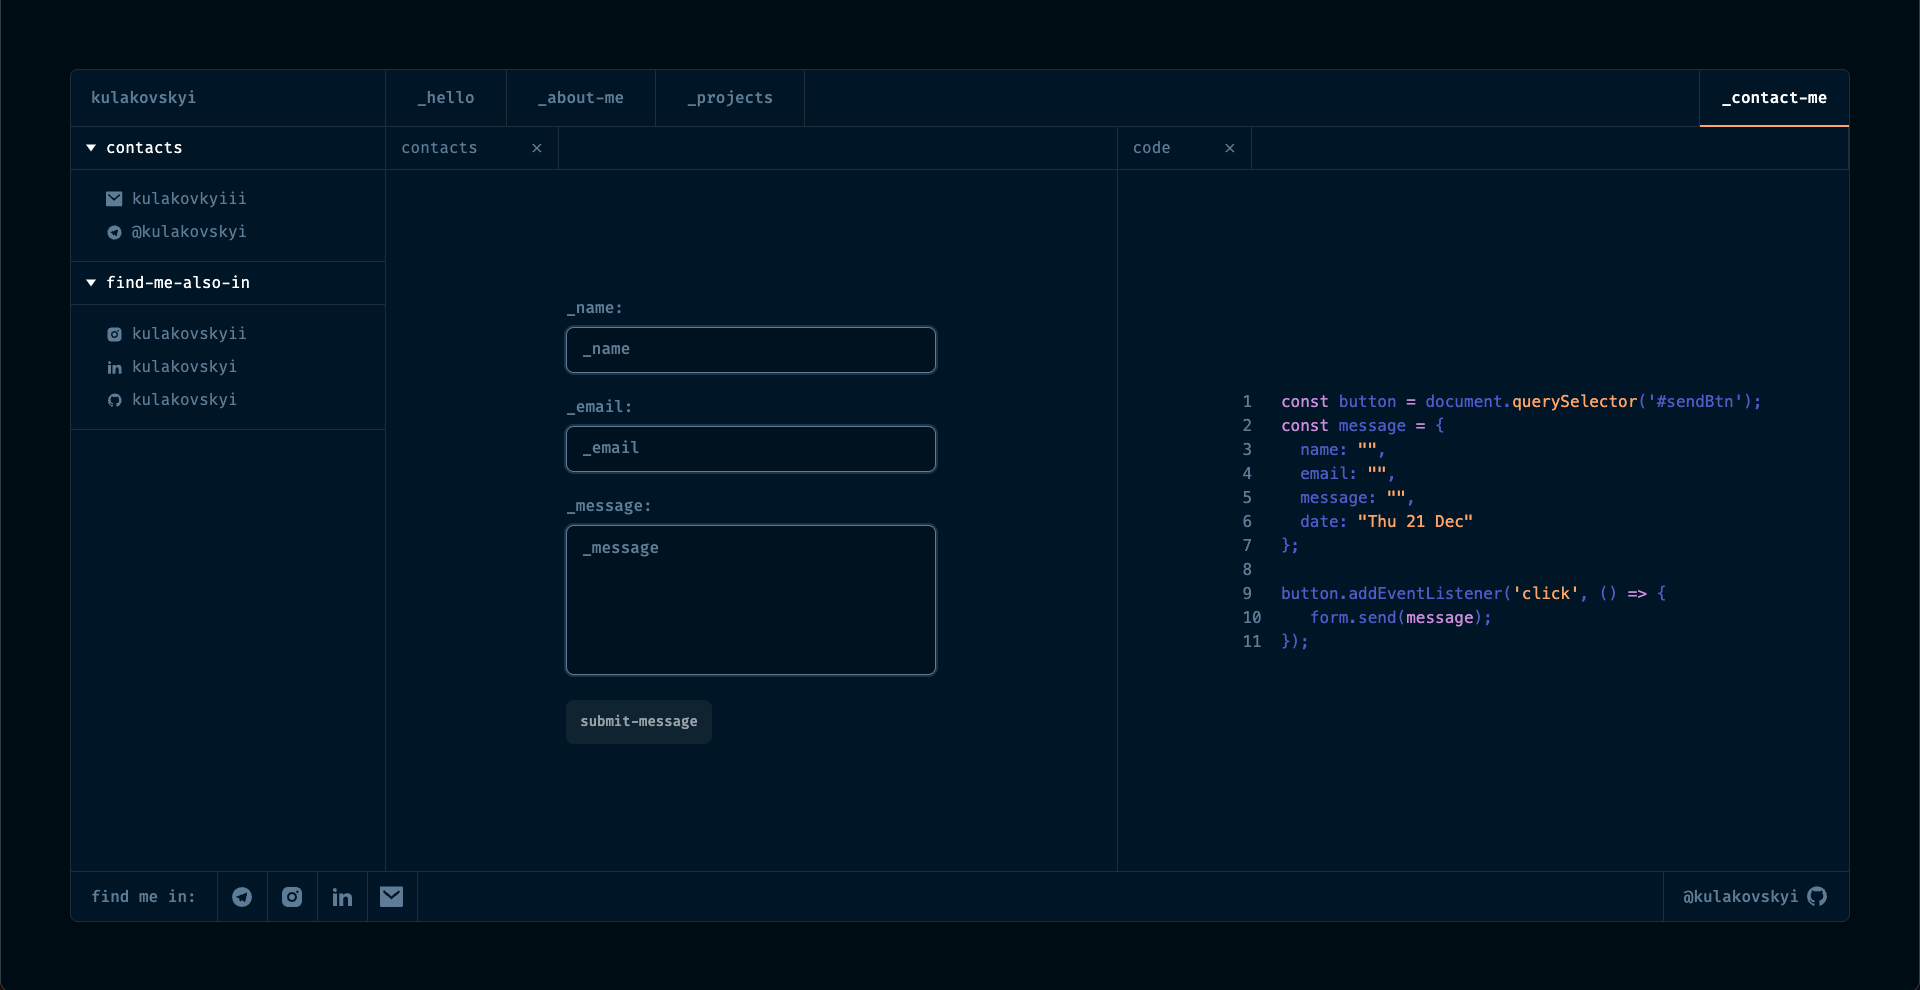 kulakovskyi
_hello
_about-me
_projects
_contact-me
contacts
kulakovkyiii
@kulakovskyi
find-me-also-in
kulakovskyii
kulakovskyi
kulakovskyi
contacts
_name:
_name
_email:
_email
_message:
_message
submit-message
code
1 const button = document.querySelector('#sendBtn');
2 const message = {
3 name: "",
4 email: "",
5 message: "",
6 date: "Thu 21 Dec"
7 };
8
9 button.addEventListener('click', () => {
10 form.send(message);
11 });
find me in:
@kulakovskyi